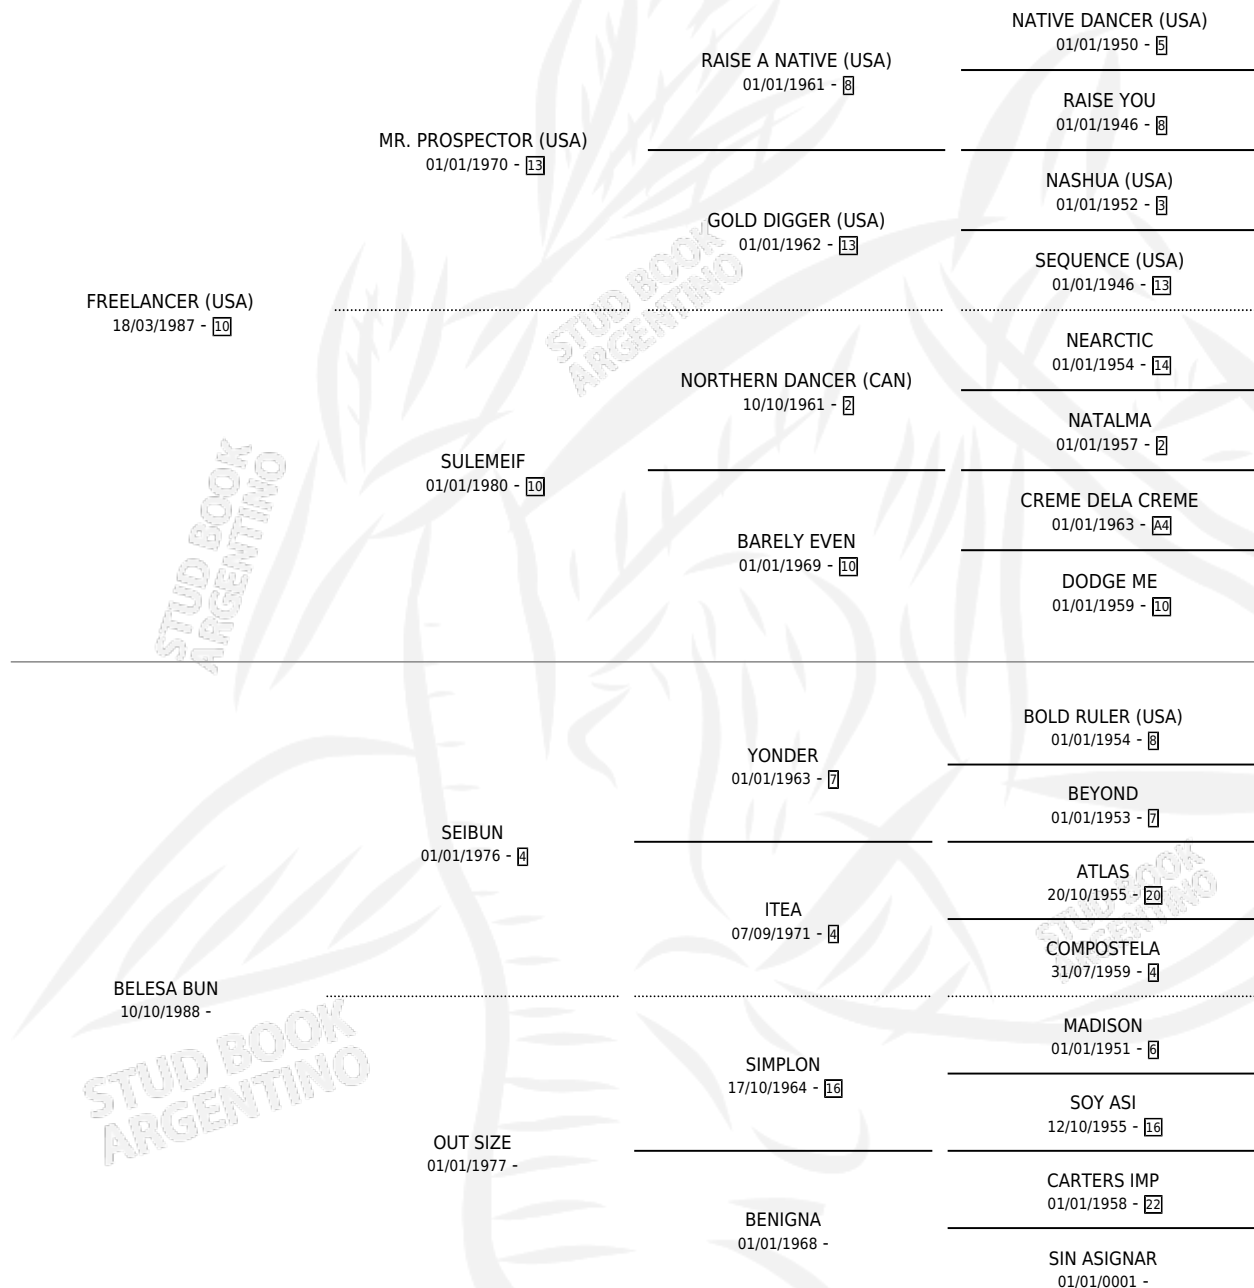 NATIVE DANCER (USA)
01/01/1950 - 5
RAISE A NATIVE (USA)
01/01/1961 - 8
RAISE YOU
01/01/1946 - 8
MR. PROSPECTOR (USA)
01/01/1970 - 13
NASHUA (USA)
01/01/1952 - 3
GOLD DIGGER (USA)
01/01/1962 - 13
SEQUENCE (USA)
01/01/1946 - 13
FREELANCER (USA)
18/03/1987 - 10
NEARCTIC
01/01/1954 - 14
NORTHERN DANCER (CAN)
10/10/1961 - 2
NATALMA
01/01/1957 - 2
SULEMEIF
01/01/1980 - 10
CREME DELA CREME
01/01/1963 - A4
BARELY EVEN
01/01/1969 - 10
DODGE ME
01/01/1959 - 10
BOLD RULER (USA)
01/01/1954 - 8
YONDER
01/01/1963 - 7
BEYOND
01/01/1953 - 7
SEIBUN
01/01/1976 - 4
ATLAS
20/10/1955 - 20
ITEA
07/09/1971 - 4
COMPOSTELA
31/07/1959 - 4
BELESA BUN
10/10/1988 -
MADISON
01/01/1951 - 6
SIMPLON
17/10/1964 - 16
SOY ASI
12/10/1955 - 16
OUT SIZE
01/01/1977 -
CARTERS IMP
01/01/1958 - 22
BENIGNA
01/01/1968 -
SIN ASIGNAR
01/01/0001 -
STUD BOOK
ARGENTINO
STUD BOOK
ARGENTINO
STUD BOOK
ARGENTINO
STUD BOOK
ARGENTINO